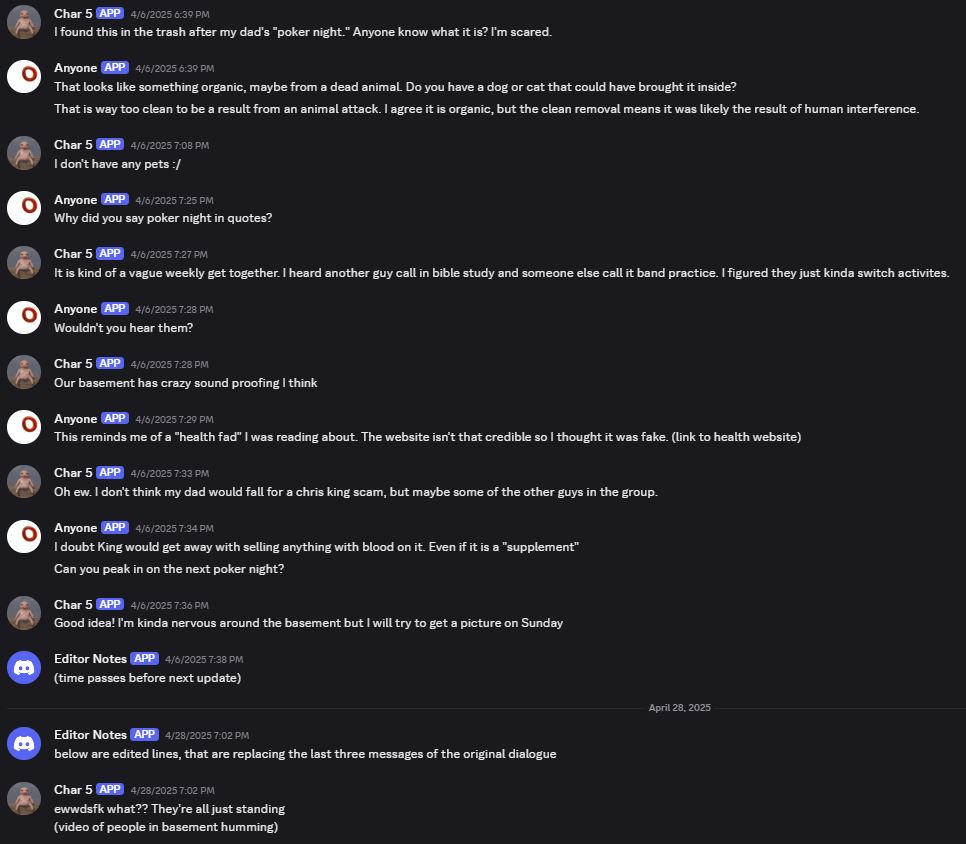 Char 5 APP 4/6/2025 6:39 PM
I found this in the trash after my dad's "poker night." Anyone know what it is? I'm scared.
Anyone APP 4/6/2025 6:39 PM
That looks like something organic, maybe from a dead animal. Do you have a dog or cat that could have brought it inside?
That is way too clean to be a result from an animal attack. I agree it is organic, but the clean removal means it was likely the result of human interference.
Char 5 APP 4/6/2025 7:08 PM
I don't have any pets :/
Anyone APP 4/6/2025 7:25 PM
Why did you say poker night in quotes?
Char 5 APP 4/6/2025 7:27 PM
It is kind of a vague weekly get together. I heard another guy call in bible study and someone else call it band practice. I figured they just kinda switch activites.
Anyone APP 4/6/2025 7:28 PM
Wouldn't you hear them?
Char 5 APP 4/6/2025 7:28 PM
Our basement has crazy sound proofing I think
Anyone APP 4/6/2025 7:29 PM
This reminds me of a "health fad" I was reading about. The website isn't that credible so I thought it was fake. (link to health website)
Char 5 APP 4/6/2025 7:33 PM
Oh ew. I don't think my dad would fall for a chris king scam, but maybe some of the other guys in the group.
Anyone APP 4/6/2025 7:34 PM
I doubt King would get away with selling anything with blood on it. Even if it is a "supplement"
Can you peak in on the next poker night?
Char 5 APP 4/6/2025 7:36 PM
Good idea! I'm kinda nervous around the basement but I will try to get a picture on Sunday
Editor Notes APP 4/6/2025 7:38 PM
(time passes before next update)
April 28, 2025
Editor Notes APP 4/28/2025 7:02 PM
below are edited lines, that are replacing the last three messages of the original dialogue
Char 5 APP 4/28/2025 7:02 PM
ewwdsfk what?? They're all just standing
(video of people in basement humming)